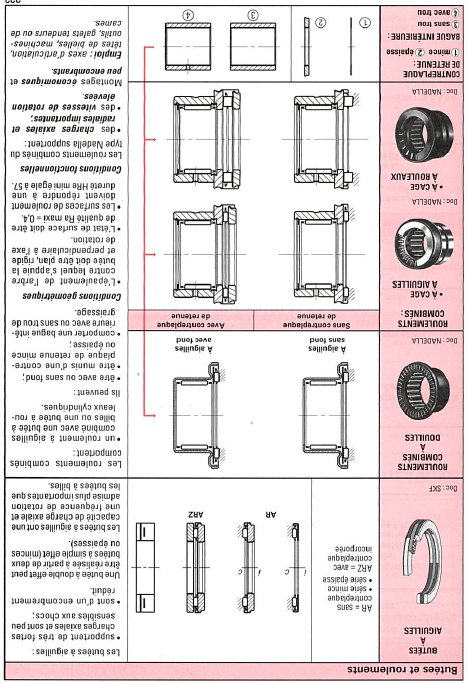 Butées et roulements
BUTÉES
A
AIGUILLES
Doc : SKF
AR = sans
contreplaque
• série mince
• série épaisse
ARZ = avec
contreplaque
incorporée
AR
ARZ
c
i
c
i
Les butées à aiguilles :
• supportent de très fortes
charges axiales et sont peu
sensibles aux chocs ;
• sont d'un encombrement
réduit.
Une butée à double effet peut
être réalisée à partir de deux
butées à simple effet (minces
ou épaisses).
Les butées à aiguilles ont une
capacité de charge axiale et
une fréquence de rotation
admise plus importantes que
les butées à billes.
ROULEMENTS
COMBINÉS
A
DOUILLES
Doc : NADELLA
À aiguilles
sans fond
À aiguilles
avec fond
Les roulements combinés
comportent :
• un roulement à aiguilles
combiné avec une butée à
billes ou une butée à rou-
leaux cylindriques.
Ils peuvent :
• être avec ou sans fond ;
• être munis d'une contre-
plaque de retenue mince
ou épaisse ;
• comporter une bague inté-
rieure avec ou sans trou de
graissage.
ROULEMENTS
COMBINÉS :
• À CAGE
À AIGUILLES
Doc : NADELLA
• À CAGE
À ROULEAUX
Doc : NADELLA
Sans contreplaque
de retenue
Avec contreplaque
de retenue
Conditions géométriques
• L'épaulement de l'arbre
contre lequel s'appuie la
butée doit être plan, rigide
et perpendiculaire à l'axe
de rotation.
• L'état de surface doit être
de qualité Ra max = 0,4.
• Les surfaces de roulement
doivent répondre à une
dureté HRc mini égale à 57.
Conditions fonctionnelles
Les roulements combinés du
type Nadella supportent :
• des charges axiales et
radiales importantes ;
• des vitesses de rotation
élevées.
Montages économiques et
peu encombrants.
Emploi : axes d'articulation,
têtes de bielles, machines-
outils, galets tendeurs ou de
cames.
CONTREPLAQUE
DE RETENUE :
① mince ② épaisse
BAGUE INTÉRIEURE :
③ sans trou
④ avec trou
①
②
③
④